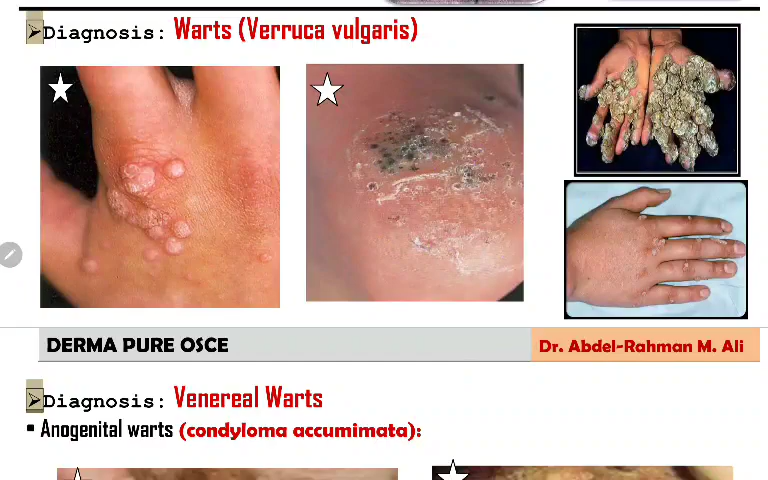 ➢Diagnosis: Warts (Verruca vulgaris)
DERMA PURE OSCE
Dr. Abdel-Rahman M. Ali
➢Diagnosis: Venereal Warts
▪ Anogenital warts (condyloma accumimata):